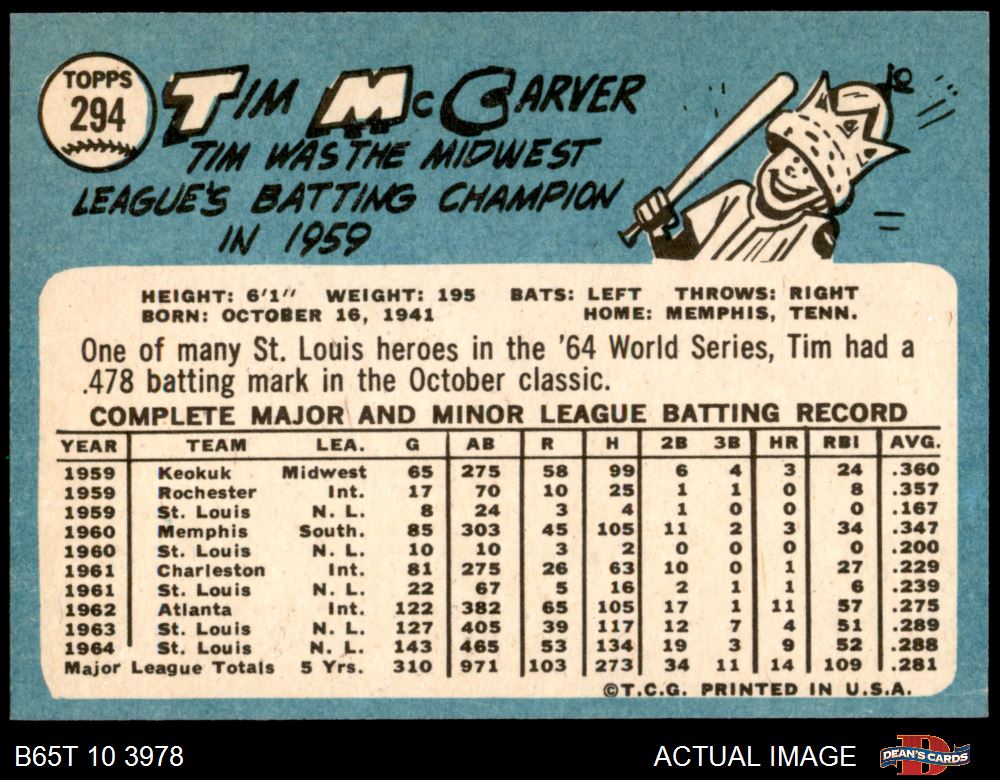 TOPPS
294
TIM McCARVER
TIM WAS THE MIDWEST
LEAGUE'S BATTING CHAMPION
IN 1959
HEIGHT: 6'1" WEIGHT: 195 BATS: LEFT THROWS: RIGHT
BORN: OCTOBER 16, 1941 HOME: MEMPHIS, TENN.
One of many St. Louis heroes in the '64 World Series, Tim had a
.478 batting mark in the October classic.
COMPLETE MAJOR AND MINOR LEAGUE BATTING RECORD
YEAR TEAM LEA. G AB R H 2B 3B HR RBI AVG.
1959 Keokuk Midwest 65 275 58 99 6 4 3 24 .360
1959 Rochester Int. 17 70 10 25 1 1 0 8 .357
1959 St. Louis N. L. 8 24 3 4 1 0 0 0 .167
1960 Memphis South. 85 303 45 105 11 2 3 34 .347
1960 St. Louis N. L. 10 10 3 2 0 0 0 0 .200
1961 Charleston Int. 81 275 26 63 10 0 1 27 .229
1961 St. Louis N. L. 22 67 5 16 2 1 1 6 .239
1962 Atlanta Int. 122 382 65 105 17 1 11 57 .275
1963 St. Louis N. L. 127 405 39 117 12 7 4 51 .289
1964 St. Louis N. L. 143 465 53 134 19 3 9 52 .288
Major League Totals 5 Yrs. 310 971 103 273 34 11 14 109 .281
©T.C.G. PRINTED IN U.S.A.
B65T 10 3978 ACTUAL IMAGE DEAN'S CARDS